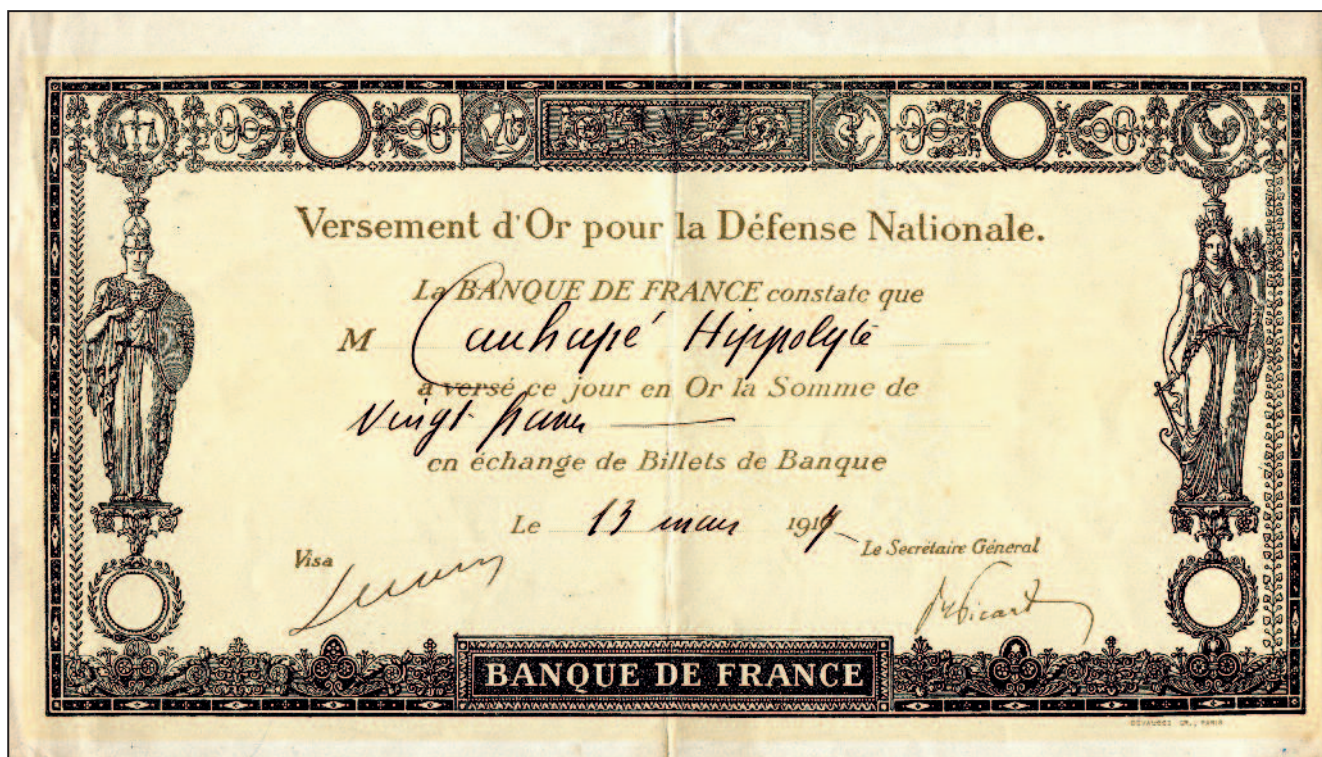 Versement d'Or pour la Défense Nationale.
La BANQUE DE FRANCE constate que
M Cauhapé Hippolyte
a versé ce jour en Or la Somme de
Vingt francs
en échange de Billets de Banque
Le 13 mars 1917
Visa
Le Secrétaire Général
Picard
BANQUE DE FRANCE